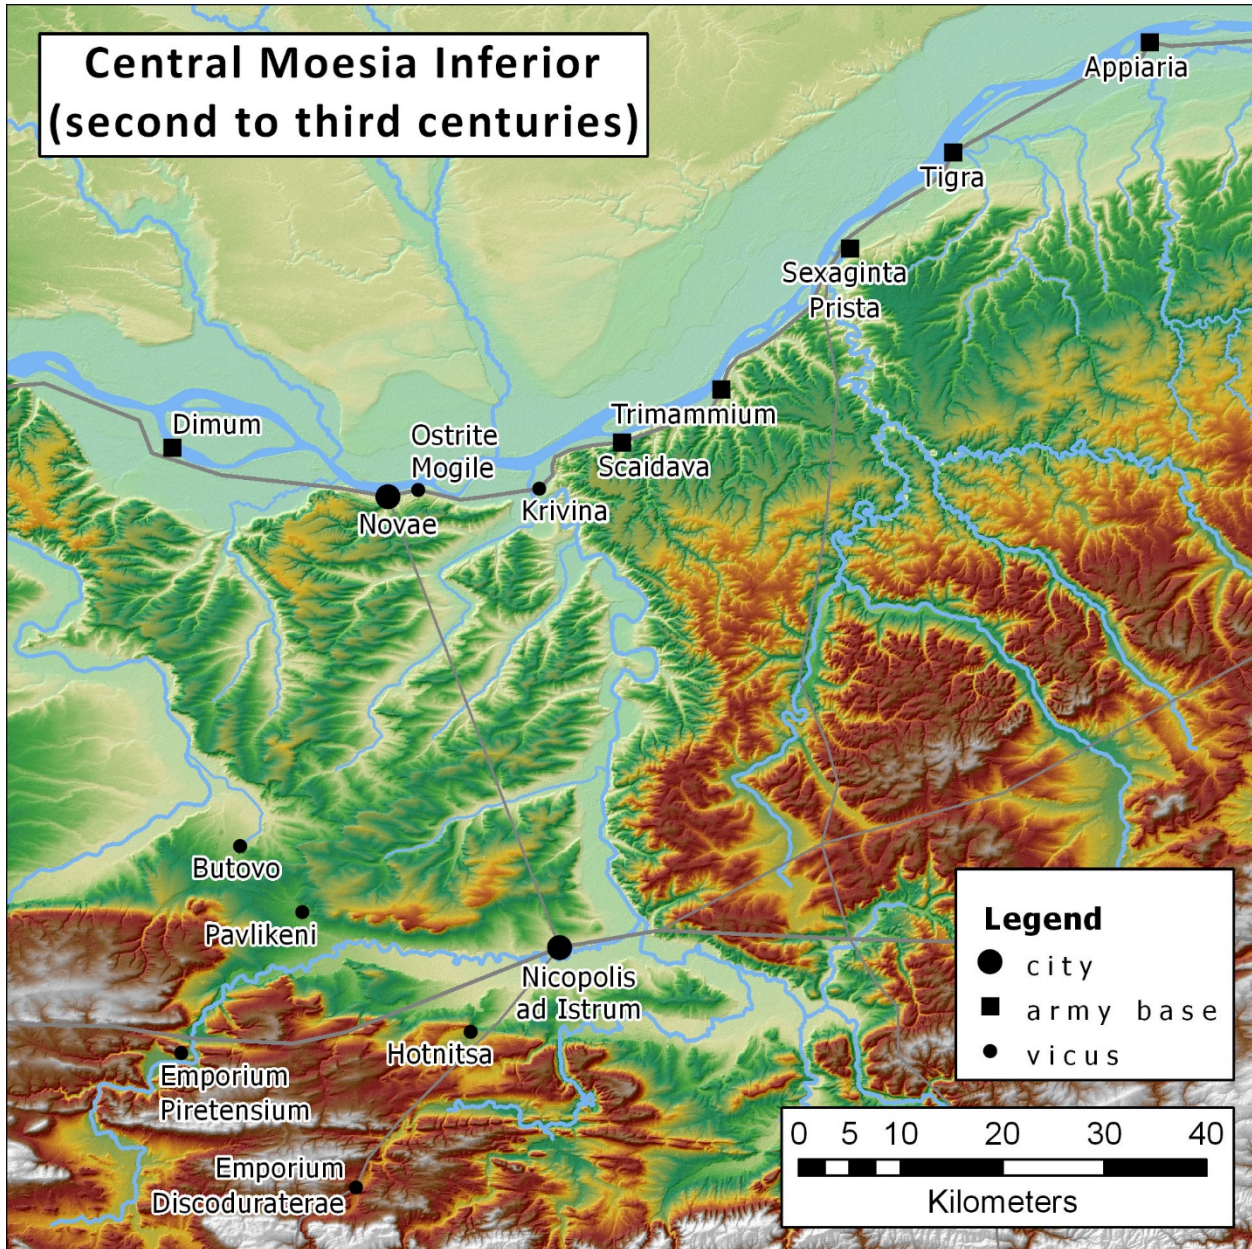 Central Moesia Inferior
(second to third centuries)
Appiaria
Tigra
Sexaginta
Prista
Trimammium
Scaidava
Dimum
Ostrite
Mogile
Novae
Krivina
Butovo
Pavlikeni
Nicopolis
ad Istrum
Hotnitsa
Emporium
Piretensium
Emporium
Discoduraterae
Legend
city
army base
vicus
0 5 10 20 30 40
Kilometers